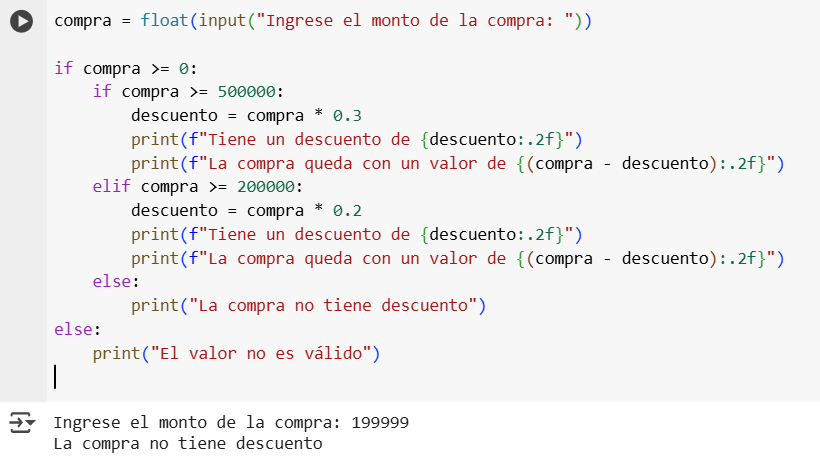 compra = float(input("Ingrese el monto de la compra: "))
if compra >= 0:
    if compra >= 500000:
        descuento = compra * 0.3
        print(f"Tiene un descuento de {descuento:.2f}")
        print(f"La compra queda con un valor de {(compra - descuento):.2f}")
    elif compra >= 200000:
        descuento = compra * 0.2
        print(f"Tiene un descuento de {descuento:.2f}")
        print(f"La compra queda con un valor de {(compra - descuento):.2f}")
    else:
        print("La compra no tiene descuento")
else:
    print("El valor no es válido")
Ingrese el monto de la compra: 199999
La compra no tiene descuento